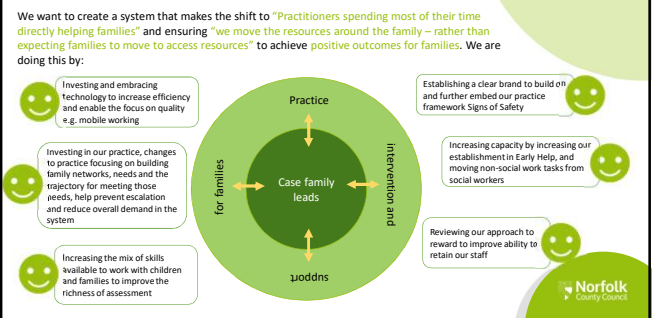 We want to create a system that makes the shift to “Practitioners spending most of their time
directly helping families” and ensuring “we move the resources around the family – rather than
expecting families to move to access resources” to achieve positive outcomes for families. We are
doing this by:
Investing and embracing
technology to increase efficiency
and enable the focus on quality
e.g. mobile working
Investing in our practice, changes
to practice focusing on building
family networks, needs and the
trajectory for meeting those
needs, help prevent escalation
and reduce overall demand in the
system
Increasing the mix of skills
available to work with children
and families to improve the
richness of assessment
Practice
intervention and
support
for families
Case family
leads
Establishing a clear brand to build on
and further embed our practice
framework Signs of Safety
Increasing capacity by increasing our
establishment in Early Help, and
moving non-social work tasks from
social workers
Reviewing our approach to
reward to improve ability to
retain our staff
Norfolk
County Council